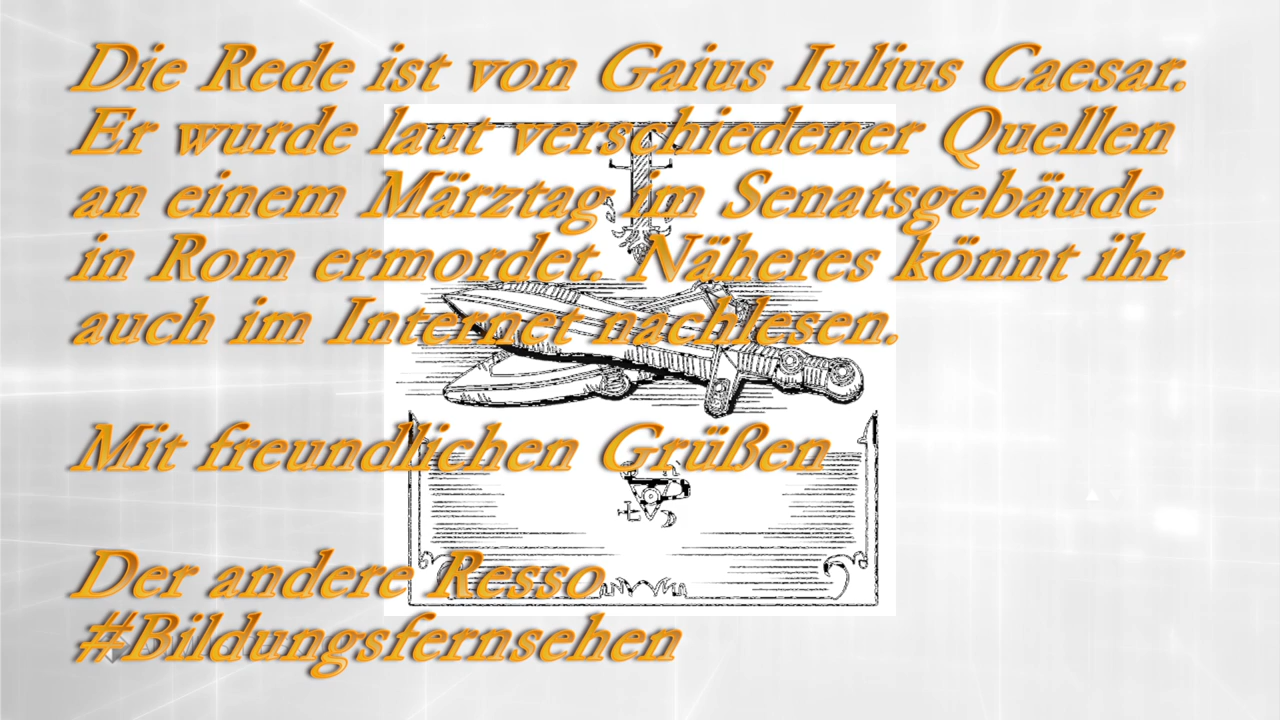 Die Rede ist von Gaius Iulius Caesar.
Er wurde laut verschiedener Quellen
an einem Märztag im Senatsgebäude
in Rom ermordet. Näheres könnt ihr
auch im Internet nachlesen.
Mit freundlichen Grüßen
Der andere Resso
#Bildungsfernsehen